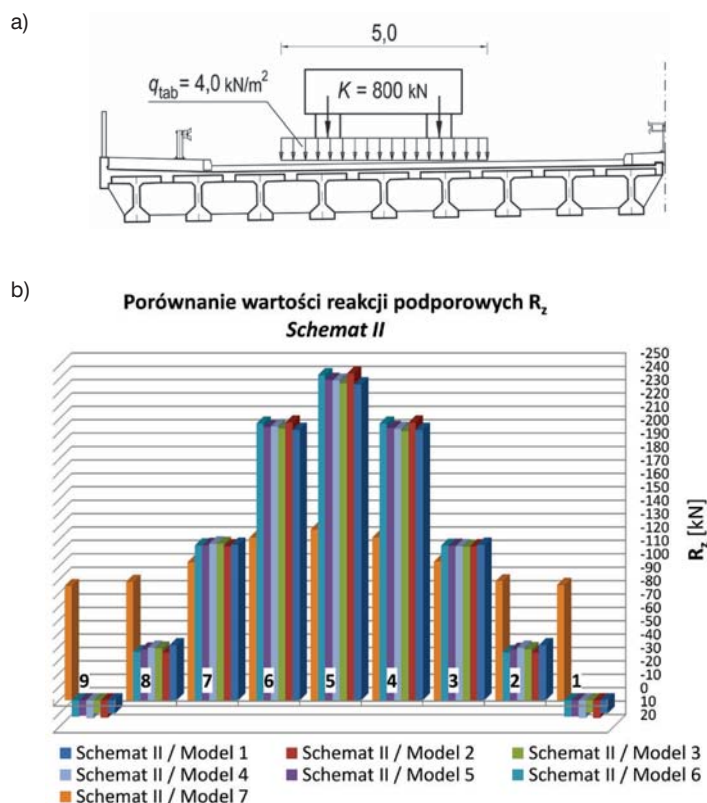 a)
5,0
qtab = 4,0 kN/m²
K = 800 kN
b)
Porównanie wartości reakcji podporowych Rz
Schemat II
-250
-240
-230
-220
-210
-200
-190
-180
-170
-160
-150
-140
-130
-120
-110
-100
-90
-80
-70
-60
-50
-40
-30
-20
-10
0
10
20
Rz [kN]
9 8 7 6 5 4 3 2 1
Schemat II / Model 1 Schemat II / Model 2 Schemat II / Model 3
Schemat II / Model 4 Schemat II / Model 5 Schemat II / Model 6
Schemat II / Model 7